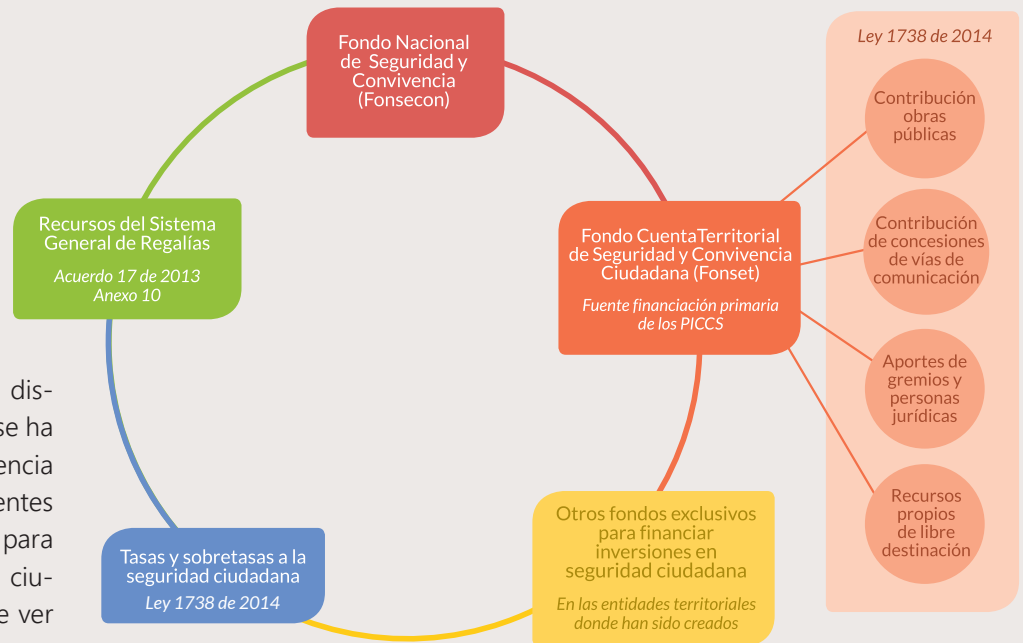 Fondo Nacional
de Seguridad y
Convivencia
(Fonsecon)
Ley 1738 de 2014
Contribución
obras
públicas
Contribución
de concesiones
de vías de
comunicación
Aportes de
gremios y
personas
jurídicas
Recursos
propios
de libre
destinación
Recursos del Sistema
General de Regalías
Acuerdo 17 de 2013
Anexo 10
Fondo CuentaTerritorial
de Seguridad y Convivencia
Ciudadana (Fonset)
Fuente financiación primaria
de los PICCS
dis-
se ha
encia
entes
para
ciu-
e ver
Tasas y sobretasas a la
seguridad ciudadana
Ley 1738 de 2014
Otros fondos exclusivos
para financiar
inversiones en
seguridad ciudadana
En las entidades territoriales
donde han sido creados